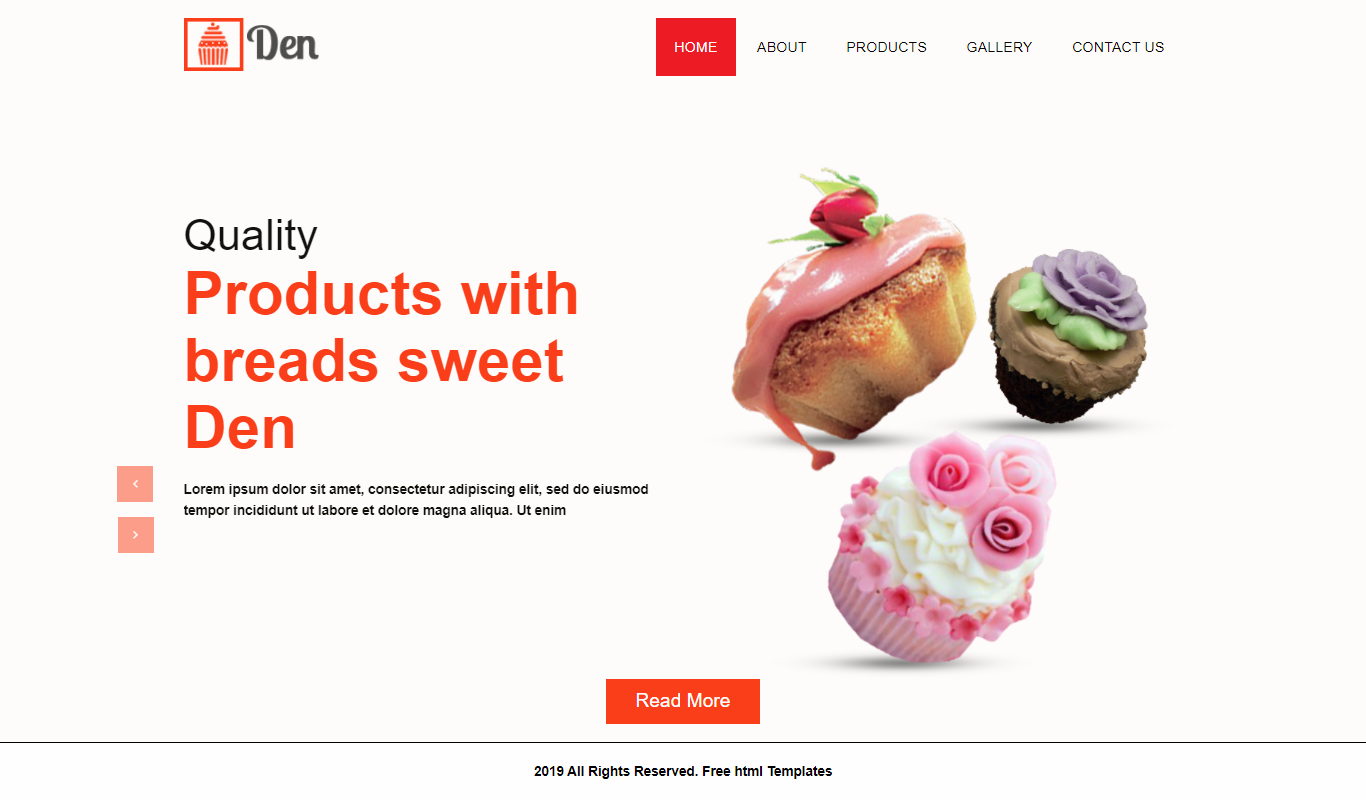 Den
HOME
ABOUT
PRODUCTS
GALLERY
CONTACT US
Quality
Products with
breads sweet
Den
Lorem ipsum dolor sit amet, consectetur adipiscing elit, sed do eiusmod
tempor incididunt ut labore et dolore magna aliqua. Ut enim
Read More
2019 All Rights Reserved. Free html Templates